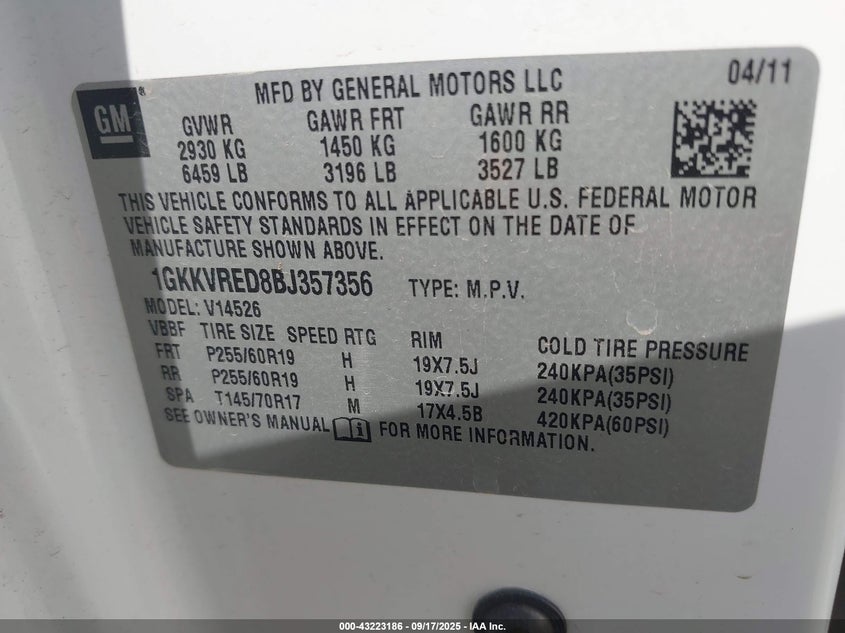 GM
MFD BY GENERAL MOTORS LLC 04/11
GVWR GAWR FRT GAWR RR
2930 KG 1450 KG 1600 KG
6459 LB 3196 LB 3527 LB
THIS VEHICLE CONFORMS TO ALL APPLICABLE U.S. FEDERAL MOTOR
VEHICLE SAFETY STANDARDS IN EFFECT ON THE DATE OF
MANUFACTURE SHOWN ABOVE.
1GKKVRED8BJ357356 TYPE: M.P.V.
MODEL: V14526
VBBF TIRE SIZE SPEED RTG RIM COLD TIRE PRESSURE
FRT P255/60R19 H 19X7.5J 240KPA(35PSI)
RR P255/60R19 H 19X7.5J 240KPA(35PSI)
SPA T145/70R17 M 17X4.5B 420KPA(60PSI)
SEE OWNER'S MANUAL FOR MORE INFORMATION.
000-43223186 - 09/17/2025 - IAA Inc.